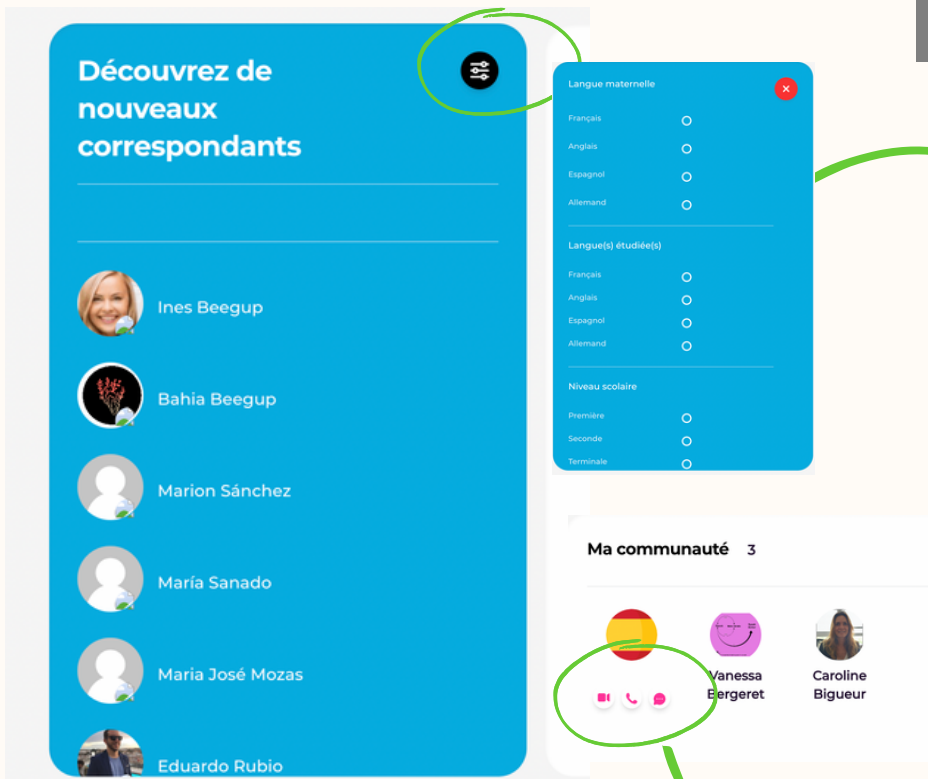 Découvrez de
nouveaux
correspondants
Ines Beegup
Bahia Beegup
Marion Sánchez
María Sanado
Maria José Mozas
Eduardo Rubio
Langue maternelle
Français
Anglais
Espagnol
Allemand
Langue(s) étudiée(s)
Français
Anglais
Espagnol
Allemand
Niveau scolaire
Première
Seconde
Terminale
Ma communauté 3
Vanessa
Bergeret
Caroline
Bigueur